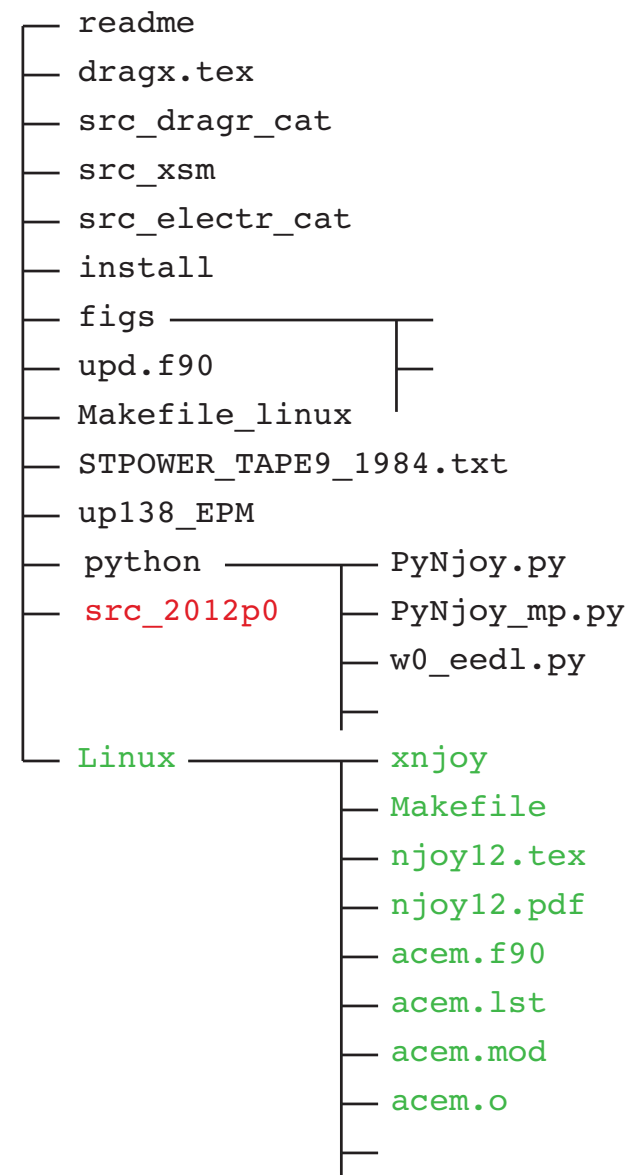 readme
dragx.tex
src_dragr_cat
src_xsm
src_electr_cat
install
figs
upd.f90
Makefile_linux
STPOWER_TAPE9_1984.txt
up138_EPM
python PyNjoy.py
src_2012p0 PyNjoy_mp.py
w0_eedl.py
Linux xnjoy
Makefile
njoy12.tex
njoy12.pdf
acem.f90
acem.lst
acem.mod
acem.o